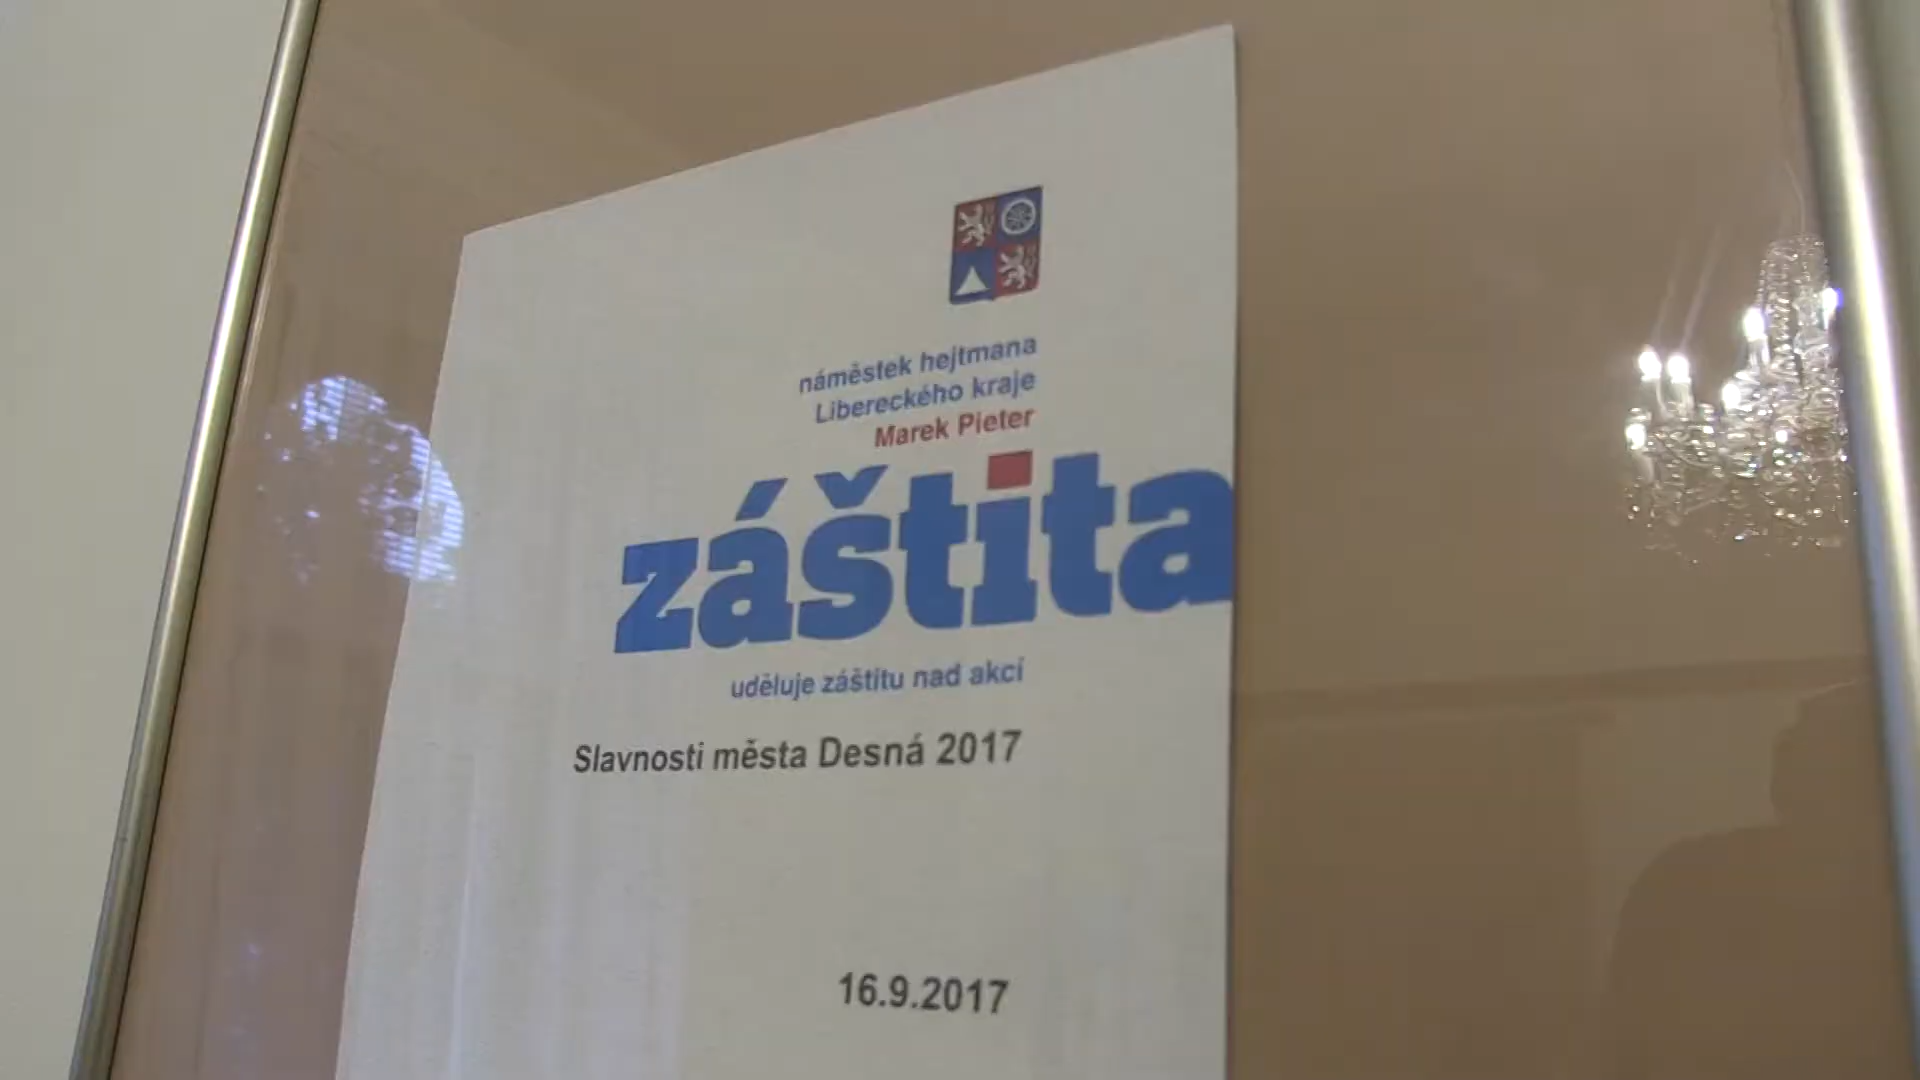 náměstek hejtmana
Libereckého kraje
Marek Pieter
záštita
uděluje záštitu nad akcí
Slavnosti města Desná 2017
16.9.2017